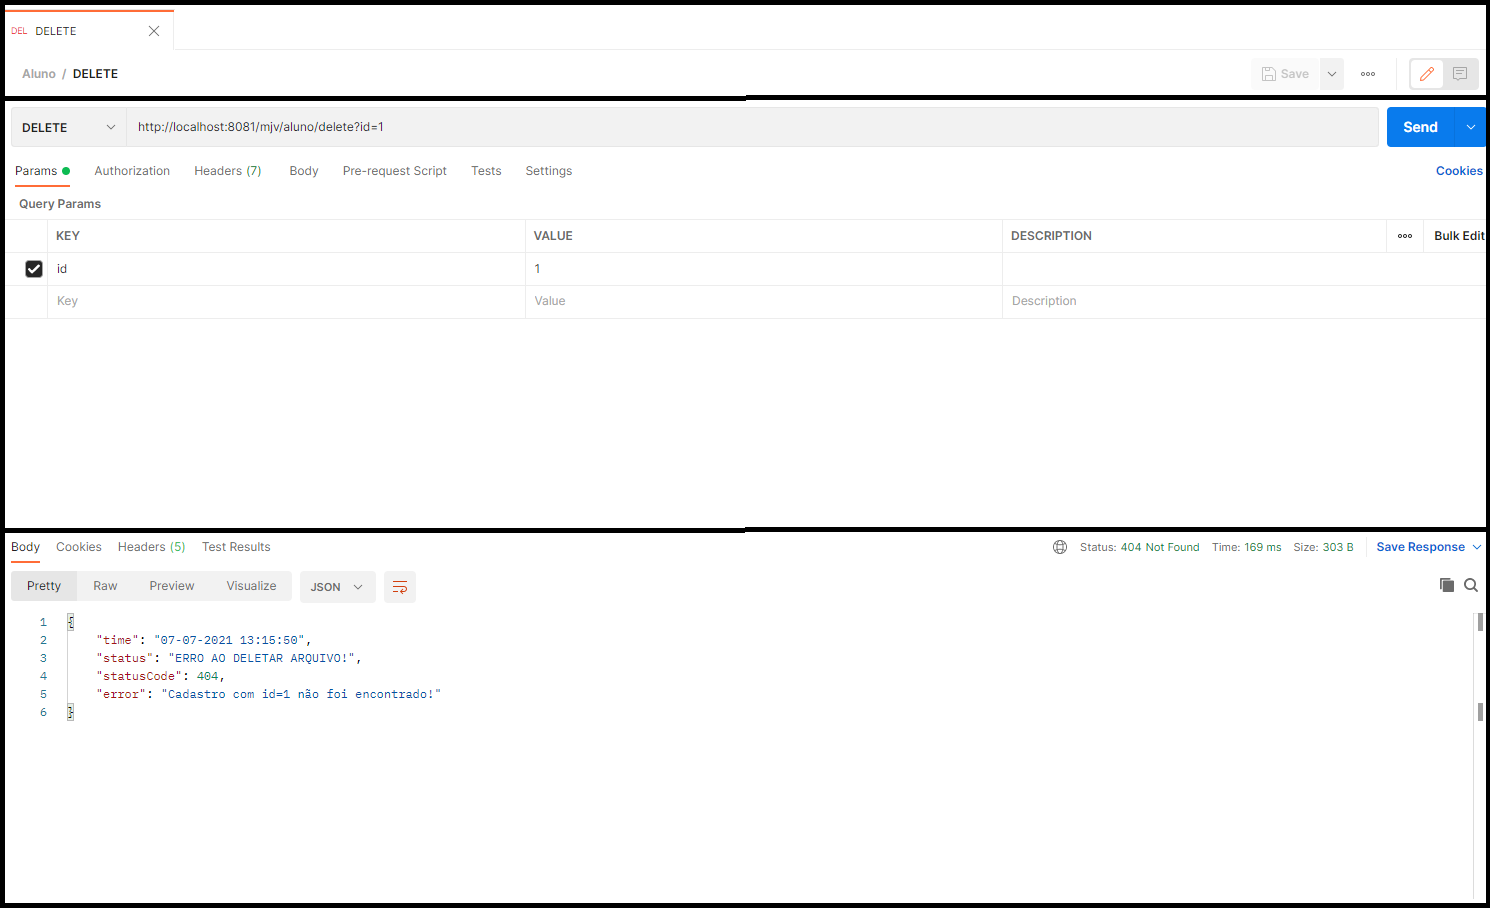 DEL DELETE
Aluno / DELETE Save
DELETE http://localhost:8081/mjv/aluno/delete?id=1 Send
Params Authorization Headers (7) Body Pre-request Script Tests Settings Cookies
Query Params
KEY VALUE DESCRIPTION Bulk Edit
id 1
Key Value Description
Body Cookies Headers (5) Test Results Status: 404 Not Found Time: 169 ms Size: 303 B Save Response
Pretty Raw Preview Visualize JSON
1 {
2 "time": "07-07-2021 13:15:50",
3 "status": "ERRO AO DELETAR ARQUIVO!",
4 "statusCode": 404,
5 "error": "Cadastro com id=1 não foi encontrado!"
6 }